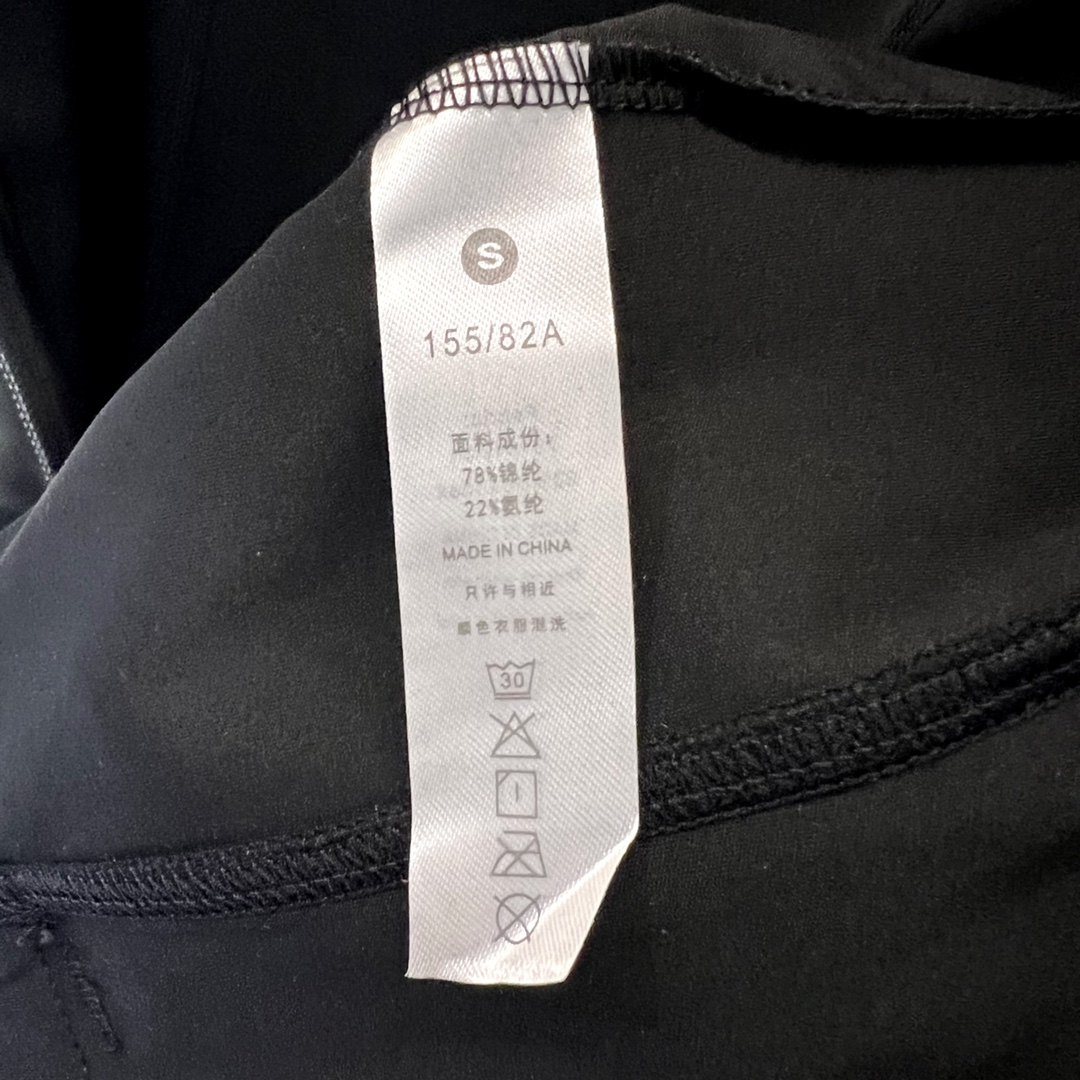 S
155/82A
面料成份：
78%锦纶
22%氨纶
MADE IN CHINA
只许与相近
颜色衣服混洗
30